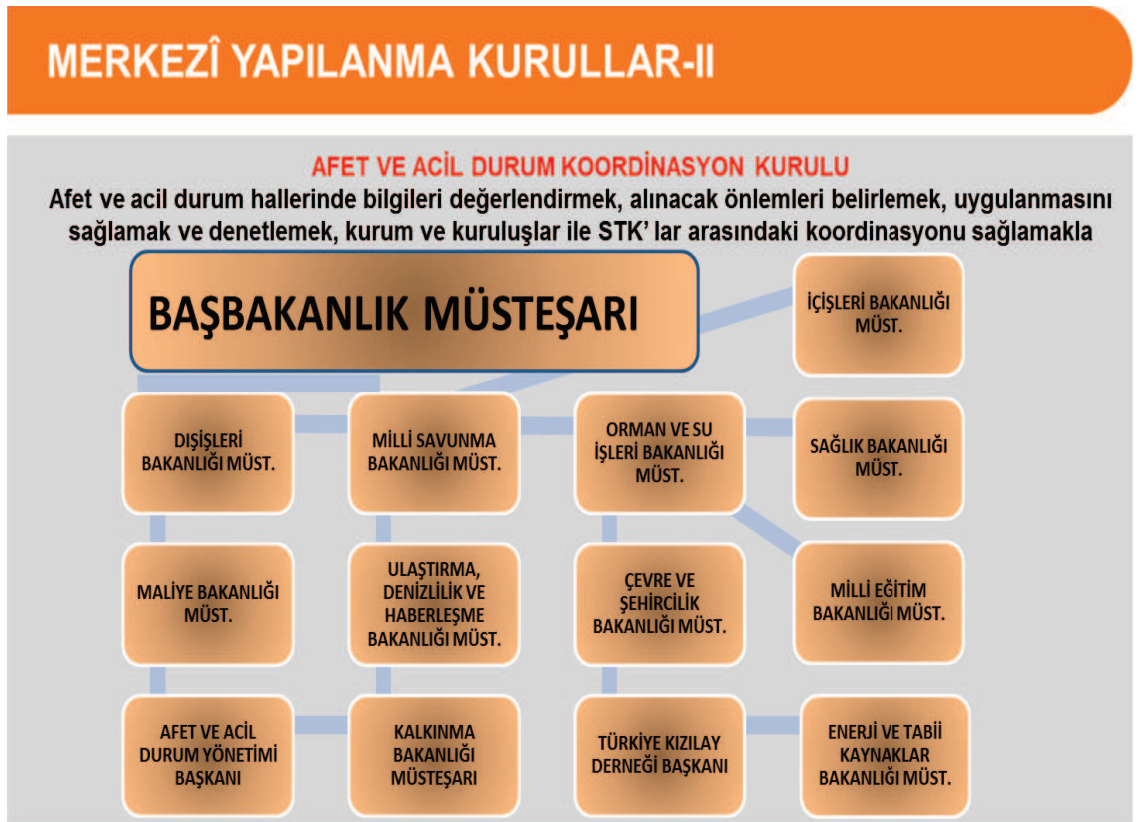 MERKEZÎ YAPILANMA KURULLAR-II
AFET VE ACİL DURUM KOORDİNASYON KURULU
Afet ve acil durum hallerinde bilgileri değerlendirmek, alınacak önlemleri belirlemek, uygulanmasını
sağlamak ve denetlemek, kurum ve kuruluşlar ile STK' lar arasındaki koordinasyonu sağlamakla
BAŞBAKANLIK MÜSTEŞARI
İÇİŞLERİ BAKANLIĞI
MÜST.
DIŞİŞLERİ
BAKANLIĞI MÜST.
MİLLİ SAVUNMA
BAKANLIĞI MÜST.
ORMAN VE SU
İŞLERİ BAKANLIĞI
MÜST.
SAĞLIK BAKANLIĞI
MÜST.
MALİYE BAKANLIĞI
MÜST.
ULAŞTIRMA,
DENİZLİLİK VE
HABERLEŞME
BAKANLIĞI MÜST.
ÇEVRE VE
ŞEHİRCİLİK
BAKANLIĞI MÜST.
MİLLİ EĞİTİM
BAKANLIĞI MÜST.
AFET VE ACİL
DURUM YÖNETİMİ
BAŞKANI
KALKINMA
BAKANLIĞI
MÜSTEŞARI
TÜRKİYE KIZILAY
DERNEĞİ BAŞKANI
ENERJİ VE TABİİ
KAYNAKLAR
BAKANLIĞI MÜST.